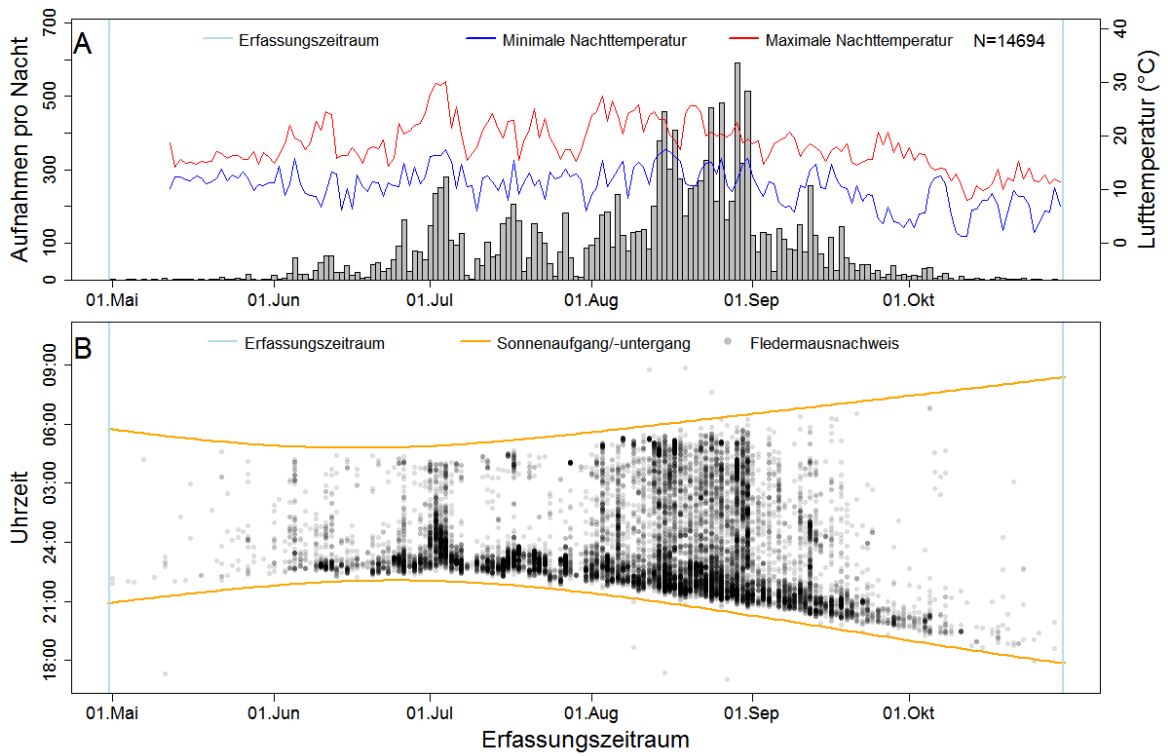 A
Erfassungszeitraum
Minimale Nachttemperatur
Maximale Nachttemperatur
N=14694
Aufnahmen pro Nacht
700
500
300
100
0
Lufttemperatur (°C)
40
30
20
10
0
01.Mai
01.Jun
01.Jul
01.Aug
01.Sep
01.Okt
B
Erfassungszeitraum
Sonnenaufgang/-untergang
Fledermausnachweis
Uhrzeit
09:00
06:00
03:00
24:00
21:00
18:00
01.Mai
01.Jun
01.Jul
01.Aug
01.Sep
01.Okt
Erfassungszeitraum